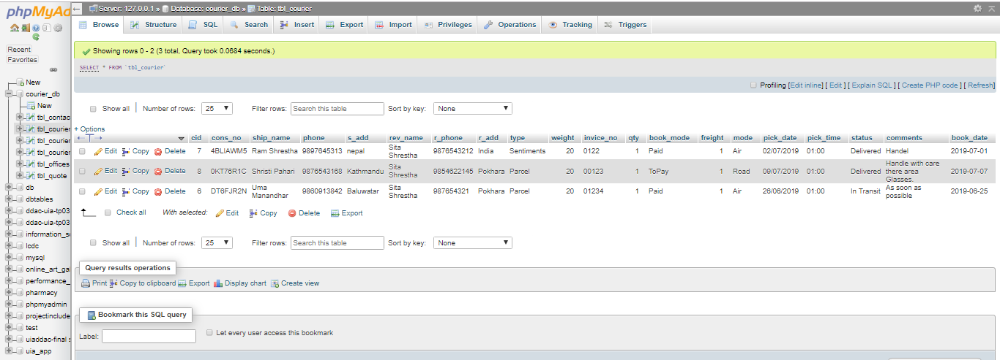 phpMyAd
Server: 127.0.0.1 » Database: courier_db » Table: tbl_courier
Browse Structure SQL Search Insert Export Import Privileges Operations Tracking Triggers
Recent
Favorites
New
courier_db
New
tbl_contac
tbl_courier
tbl_courier
tbl_courier
tbl_offices
tbl_quote
db
dbtables
ddac-uia-tp03
ddac-uia-tp03
information_s
lcdc
mysql
online_art_gal
performance_
pharmacy
phpmyadmin
projectinclude
test
uiaddac-final s
uia_app
Showing rows 0 - 2 (3 total, Query took 0.0684 seconds.)
SELECT * FROM `tbl_courier`
Profiling [Edit inline] [ Edit ] [ Explain SQL ] [ Create PHP code ] [ Refresh]
Show all Number of rows: 25 Filter rows: Search this table Sort by key: None
+ Options
cid cons_no ship_name phone s_add rev_name r_phone r_add type weight invice_no qty book_mode freight mode pick_date pick_time status comments book_date
Edit Copy Delete 7 4BLIAWM5 Ram Shrestha 9897645313 nepal Sita Shrestha 9876543212 India Sentiments 20 0122 1 Paid 1 Air 02/07/2019 01:00 Delivered Handel 2019-07-01
Edit Copy Delete 8 0KT76R1C Shristi Pahari 9876543168 Kathmandu Sita Shrestha 9854622145 Pokhara Parcel 20 00123 1 ToPay 1 Road 09/07/2019 01:00 Delivered Handle with care there area Glasses. 2019-07-07
Edit Copy Delete 6 DT6FJR2N Uma Manandhar 9860913842 Baluwatar Sita Shrestha 987654321 Pokhara Parcel 20 01234 1 Paid 1 Air 26/06/2019 01:00 In Transit As soon as possible 2019-06-25
Check all With selected: Edit Copy Delete Export
Show all Number of rows: 25 Filter rows: Search this table Sort by key: None
Query results operations
Print Copy to clipboard Export Display chart Create view
Bookmark this SQL query
Label: Let every user access this bookmark